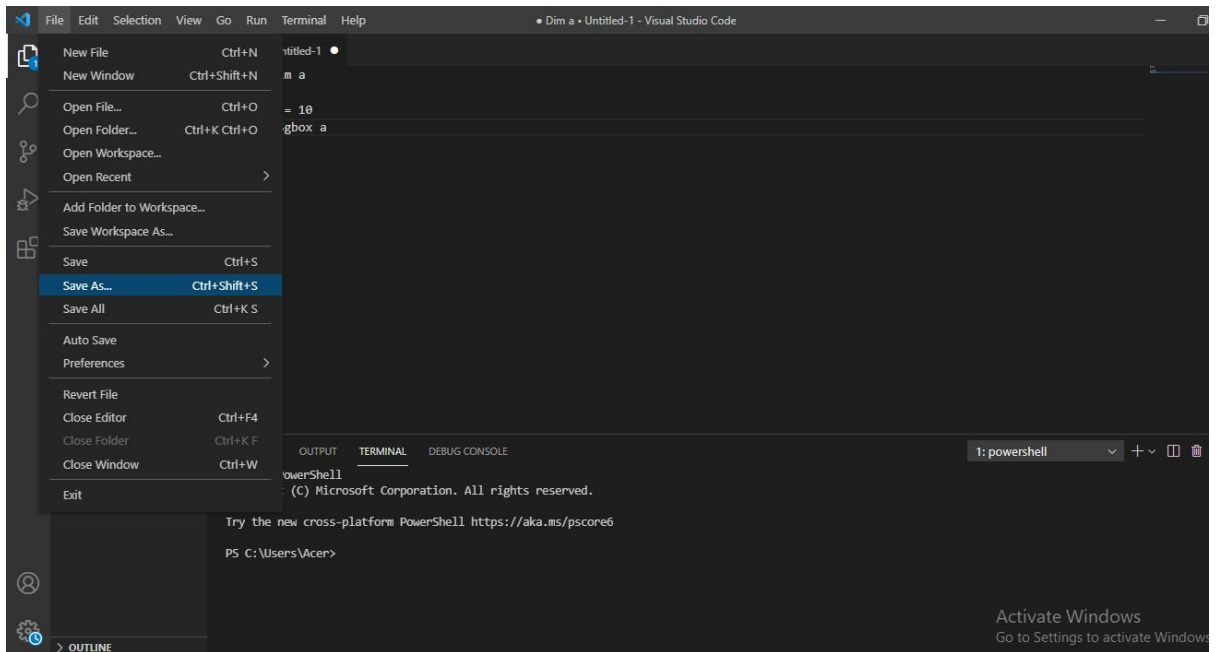 File Edit Selection View Go Run Terminal Help
● Dim a • Untitled-1 - Visual Studio Code
New File Ctrl+N
New Window Ctrl+Shift+N
Open File... Ctrl+O
Open Folder... Ctrl+K Ctrl+O
Open Workspace...
Open Recent
Add Folder to Workspace...
Save Workspace As...
Save Ctrl+S
Save As... Ctrl+Shift+S
Save All Ctrl+K S
Auto Save
Preferences
Revert File
Close Editor Ctrl+F4
Close Folder Ctrl+K F
Close Window Ctrl+W
Exit
ntitled-1 ●
m a
= 10
gbox a
OUTPUT TERMINAL DEBUG CONSOLE
1: powershell
owerShell
(C) Microsoft Corporation. All rights reserved.
Try the new cross-platform PowerShell https://aka.ms/pscore6
PS C:\Users\Acer>
1
> OUTLINE
Activate Windows
Go to Settings to activate Windows